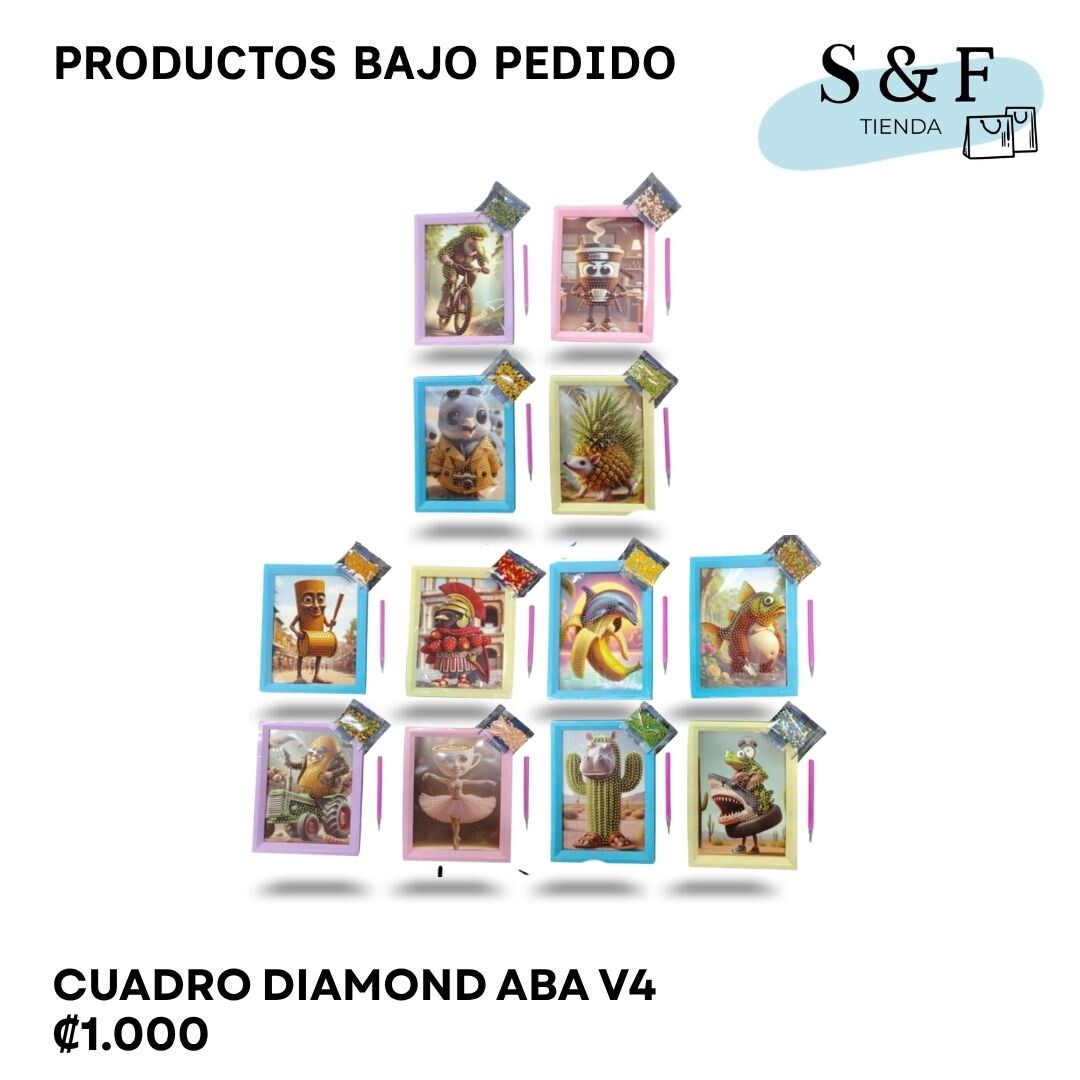 PRODUCTOS BAJO PEDIDO
S & F
TIENDA
CUADRO DIAMOND ABA V4
₡1.000